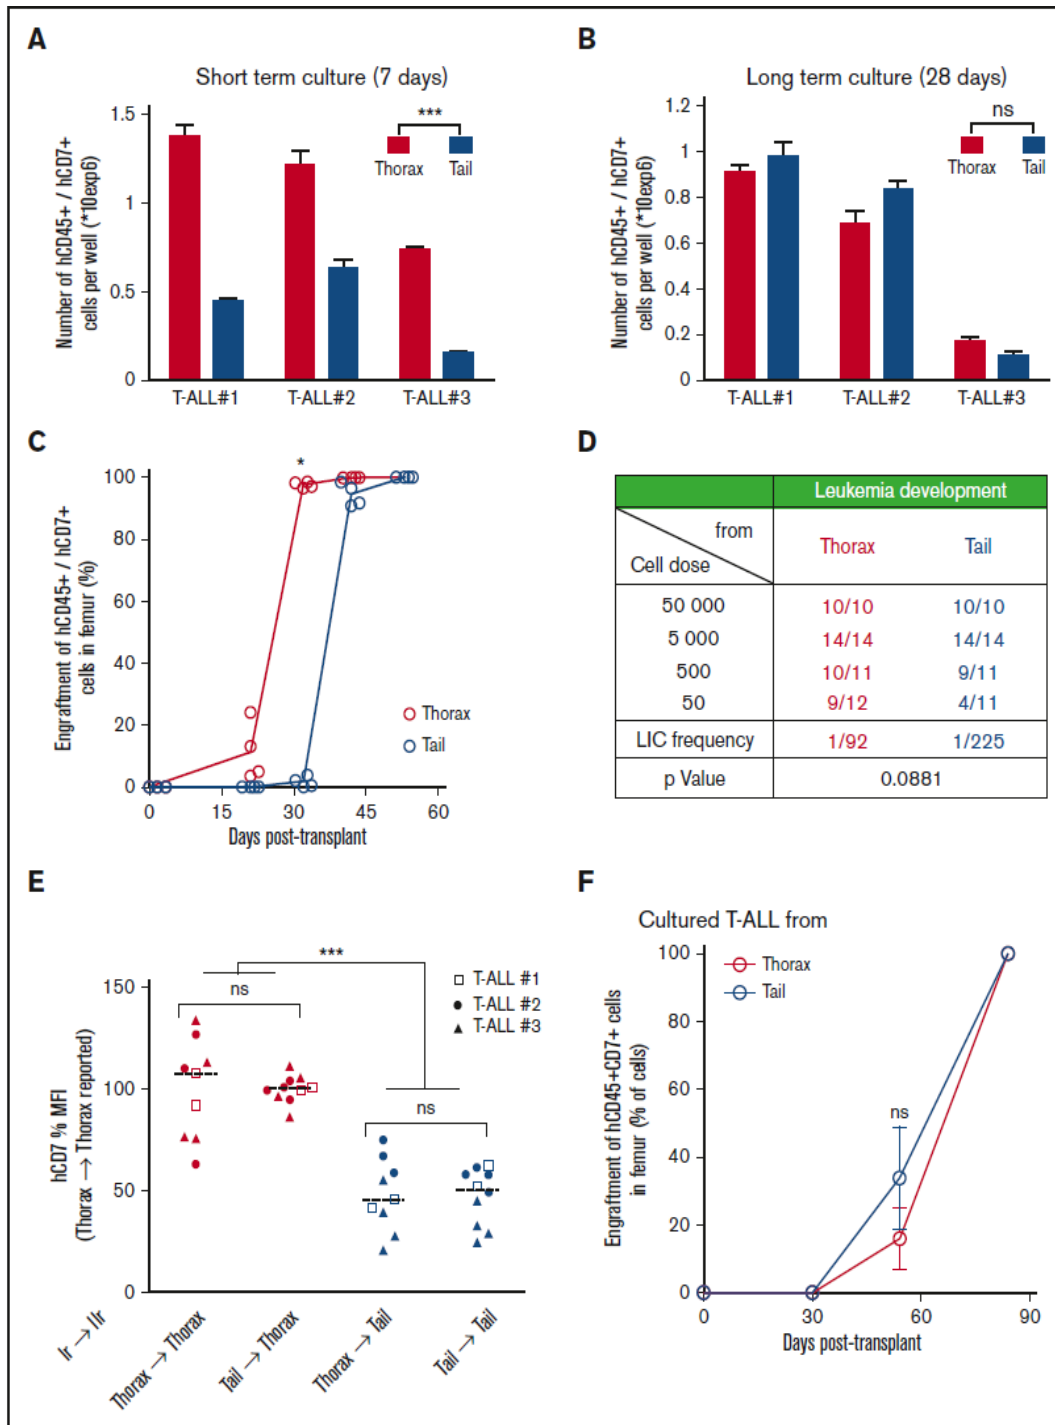 A
Short term culture (7 days)
Number of hCD45+ / hCD7+
cells per well (*10exp6)
1.5
1
0.5
0
***
Thorax Tail
T-ALL#1 T-ALL#2 T-ALL#3
B
Long term culture (28 days)
Number of hCD45+ / hCD7+
cells per well (*10exp6)
1.2
1
0.8
0.6
0.4
0.2
0
ns
Thorax Tail
T-ALL#1 T-ALL#2 T-ALL#3
C
Engraftment of hCD45+ / hCD7+
cells in femur (%)
100
80
60
40
20
0
*
Thorax
Tail
0 15 30 45 60
Days post-transplant
D
Leukemia development
from
Cell dose
Thorax Tail
50 000 10/10 10/10
5 000 14/14 14/14
500 10/11 9/11
50 9/12 4/11
LIC frequency 1/92 1/225
p Value 0.0881
E
hCD7 % MFI
(Thorax → Thorax reported)
150
100
50
0
***
ns
ns
T-ALL #1
T-ALL #2
T-ALL #3
Ir → IIr
Thorax → Thorax
Tail → Thorax
Thorax → Tail
Tail → Tail
F
Cultured T-ALL from
Engraftment of hCD45+CD7+ cells
in femur (% of cells)
100
80
60
40
20
0
Thorax
Tail
ns
0 30 60 90
Days post-transplant